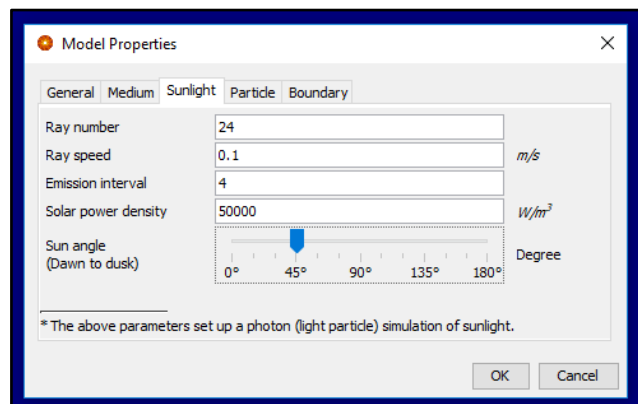 Model Properties
General Medium Sunlight Particle Boundary
Ray number 24
Ray speed 0.1 m/s
Emission interval 4
Solar power density 50000 W/m³
Sun angle
(Dawn to dusk) Degree
0° 45° 90° 135° 180°
* The above parameters set up a photon (light particle) simulation of sunlight.
OK Cancel